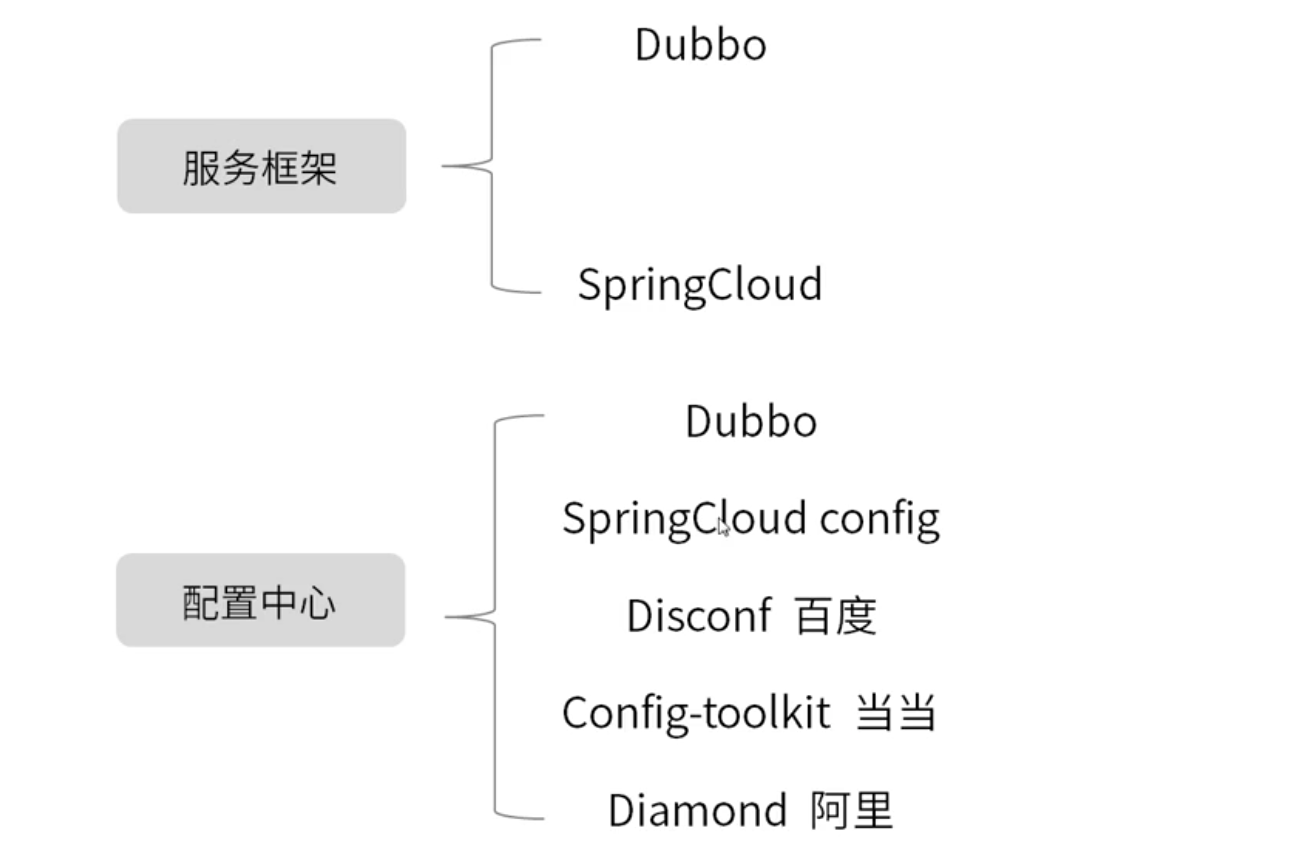 Dubbo
服务框架
SpringCloud
Dubbo
SpringCloud config
配置中心
Disconf 百度
Config-toolkit 当当
Diamond 阿里